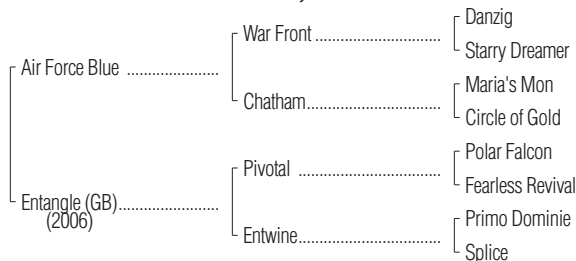 Danzig
War Front ....................................
Starry Dreamer
Air Force Blue ......................
Maria's Mon
Chatham.......................................
Circle of Gold
Polar Falcon
Pivotal ........................................
Fearless Revival
Entangle (GB)........................
(2006)
Primo Dominie
Entwine.......................................
Splice